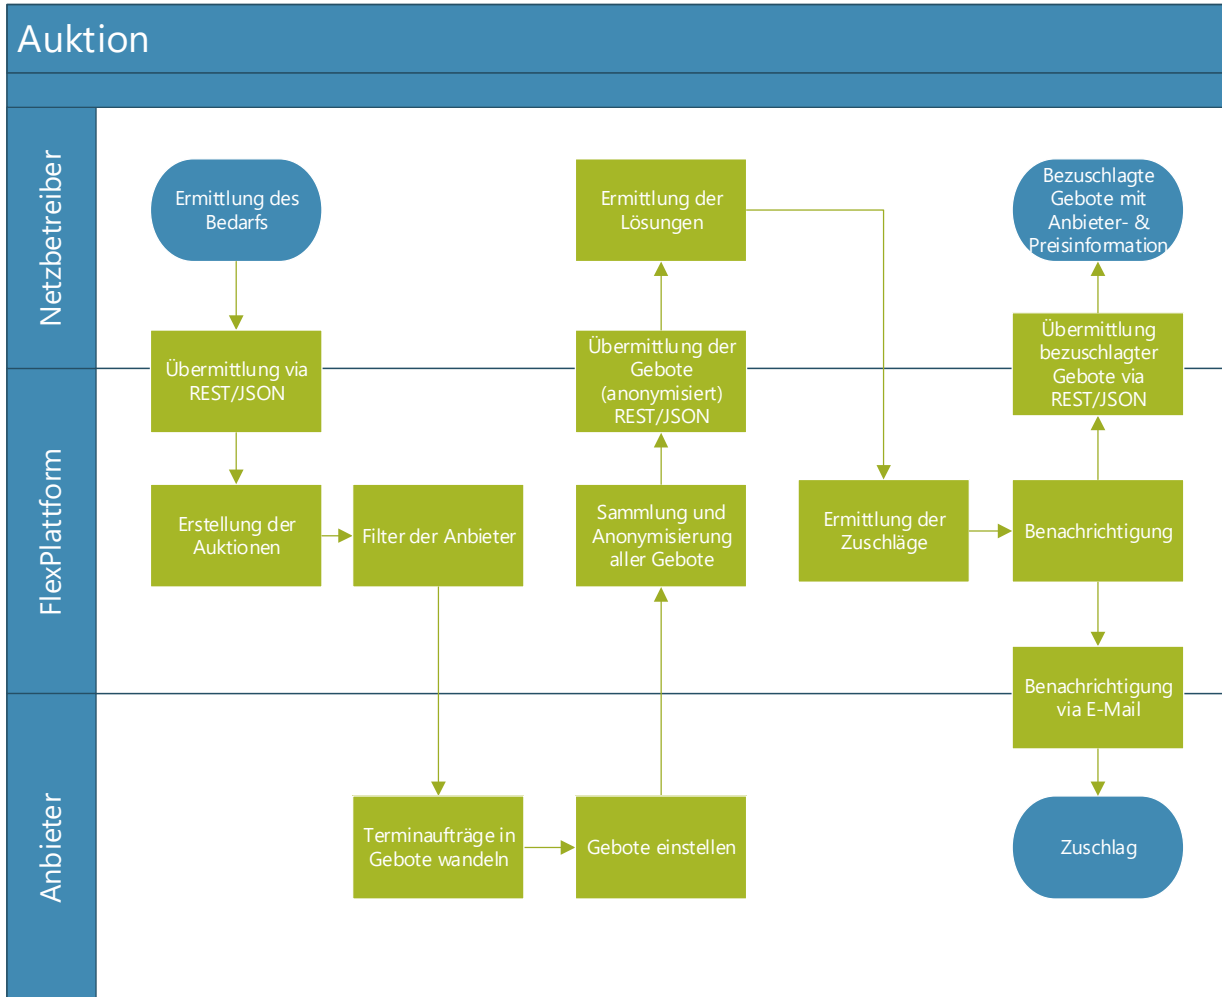 Auktion
Netzbetreiber
Ermittlung des
Bedarfs
Ermittlung der
Lösungen
Bezuschlagte
Gebote mit
Anbieter- &
Preisinformation
Übermittlung via
REST/JSON
Übermittlung der
Gebote
(anonymisiert)
REST/JSON
Übermittlung
bezuschlagter
Gebote via
REST/JSON
FlexPlattform
Erstellung der
Auktionen
Filter der Anbieter
Sammlung und
Anonymisierung
aller Gebote
Ermittlung der
Zuschläge
Benachrichtigung
Benachrichtigung
via E-Mail
Anbieter
Terminaufträge in
Gebote wandeln
Gebote einstellen
Zuschlag